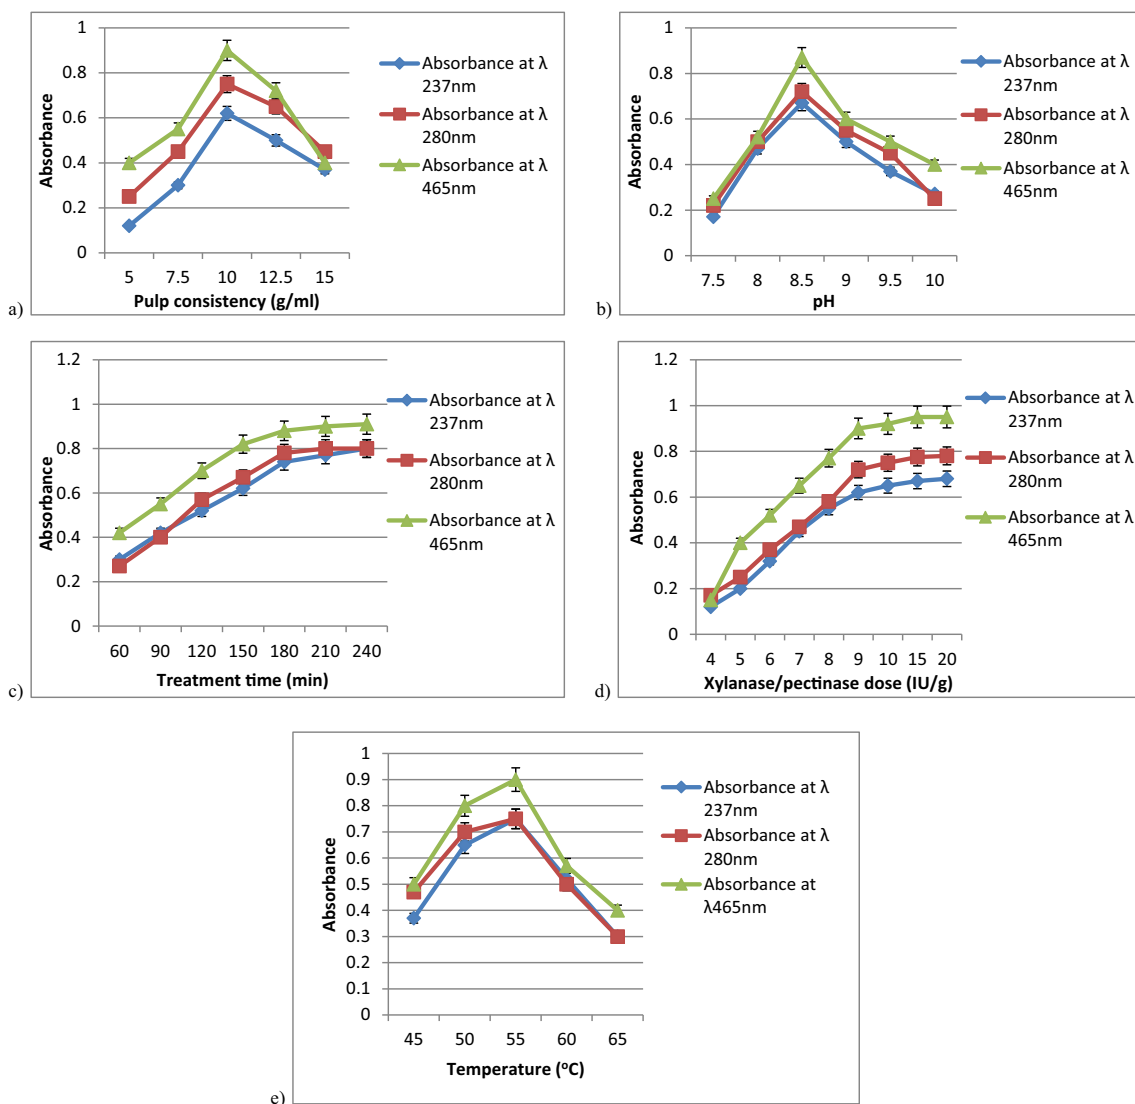 1
0.8
0.6
0.4
0.2
0
Absorbance
5 7.5 10 12.5 15
Pulp consistency (g/ml)
Absorbance at λ
237nm
Absorbance at λ
280nm
Absorbance at λ
465nm
a)
1
0.8
0.6
0.4
0.2
0
Absorbance
7.5 8 8.5 9 9.5 10
pH
Absorbance at λ
237nm
Absorbance at λ
280nm
Absorbance at λ
465nm
b)
1.2
1
0.8
0.6
0.4
0.2
0
Absorbance
60 90 120 150 180 210 240
Treatment time (min)
Absorbance at λ
237nm
Absorbance at λ
280nm
Absorbance at λ
465nm
c)
1.2
1
0.8
0.6
0.4
0.2
0
Absorbance
4 5 6 7 8 9 10 15 20
Xylanase/pectinase dose (IU/g)
Absorbance at λ
237nm
Absorbance at λ
280nm
Absorbance at λ
465nm
d)
1
0.9
0.8
0.7
0.6
0.5
0.4
0.3
0.2
0.1
0
Absorbance
45 50 55 60 65
Temperature (°C)
Absorbance at λ
237nm
Absorbance at λ
280nm
Absorbance at
λ465nm
e)